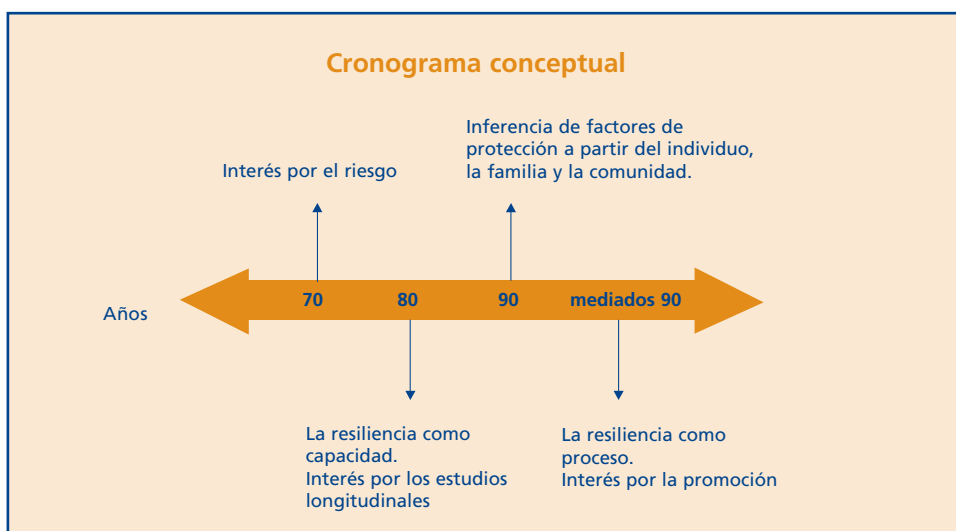 Cronograma conceptual
Inferencia de factores de
protección a partir del individuo,
la familia y la comunidad.
Interés por el riesgo
70 80 90 mediados 90
Años
La resiliencia como
capacidad.
Interés por los estudios
longitudinales
La resiliencia como
proceso.
Interés por la promoción